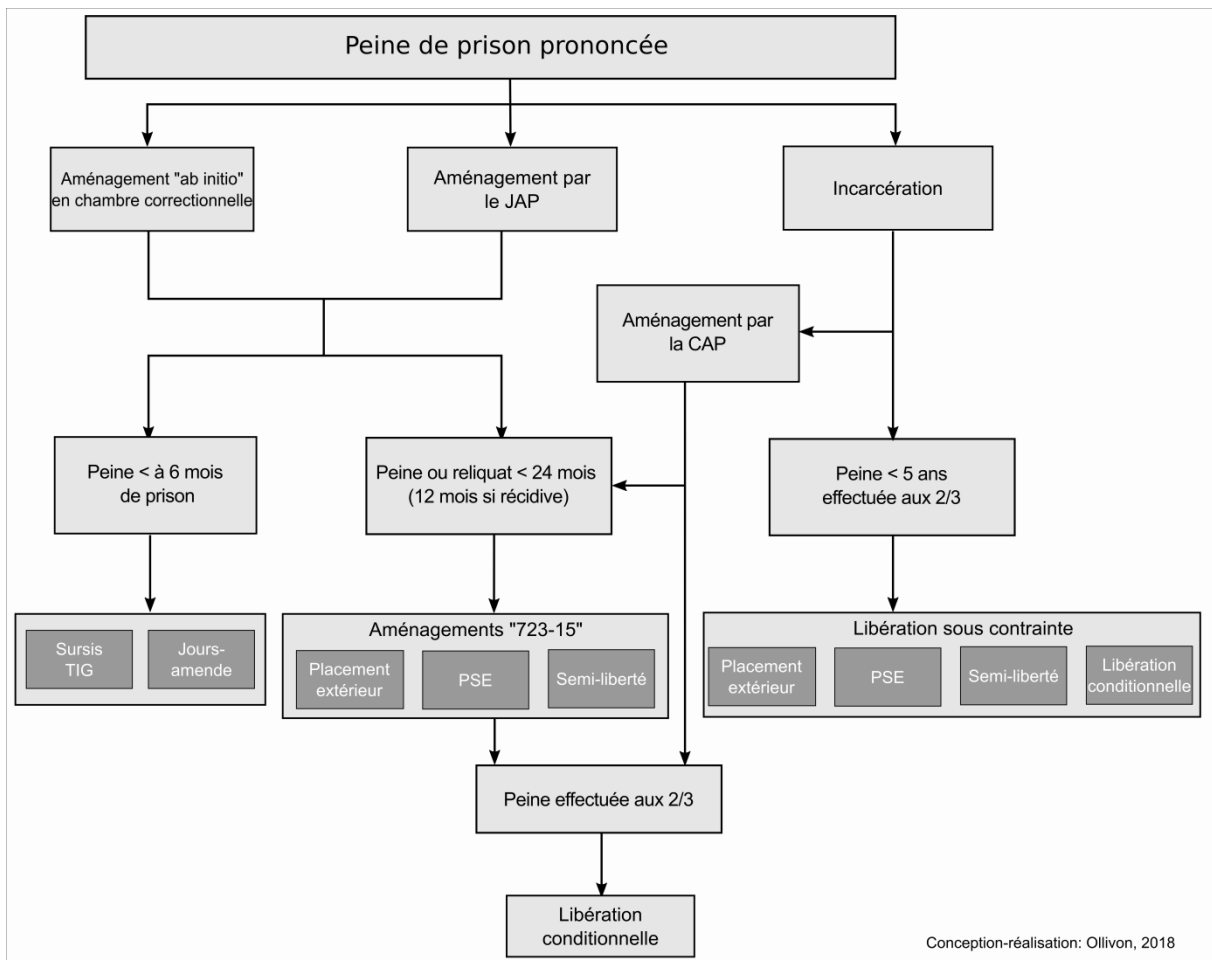 Peine de prison prononcée
Aménagement "ab initio"
en chambre correctionnelle
Aménagement par
le JAP
Incarcération
Aménagement par
la CAP
Peine < à 6 mois
de prison
Peine ou reliquat < 24 mois
(12 mois si récidive)
Peine < 5 ans
effectuée aux 2/3
Sursis
TIG
Jours-
amende
Aménagements "723-15"
Placement
extérieur
PSE
Semi-liberté
Libération sous contrainte
Placement
extérieur
PSE
Semi-liberté
Libération
conditionnelle
Peine effectuée aux 2/3
Libération
conditionnelle
Conception-réalisation: Ollivon, 2018